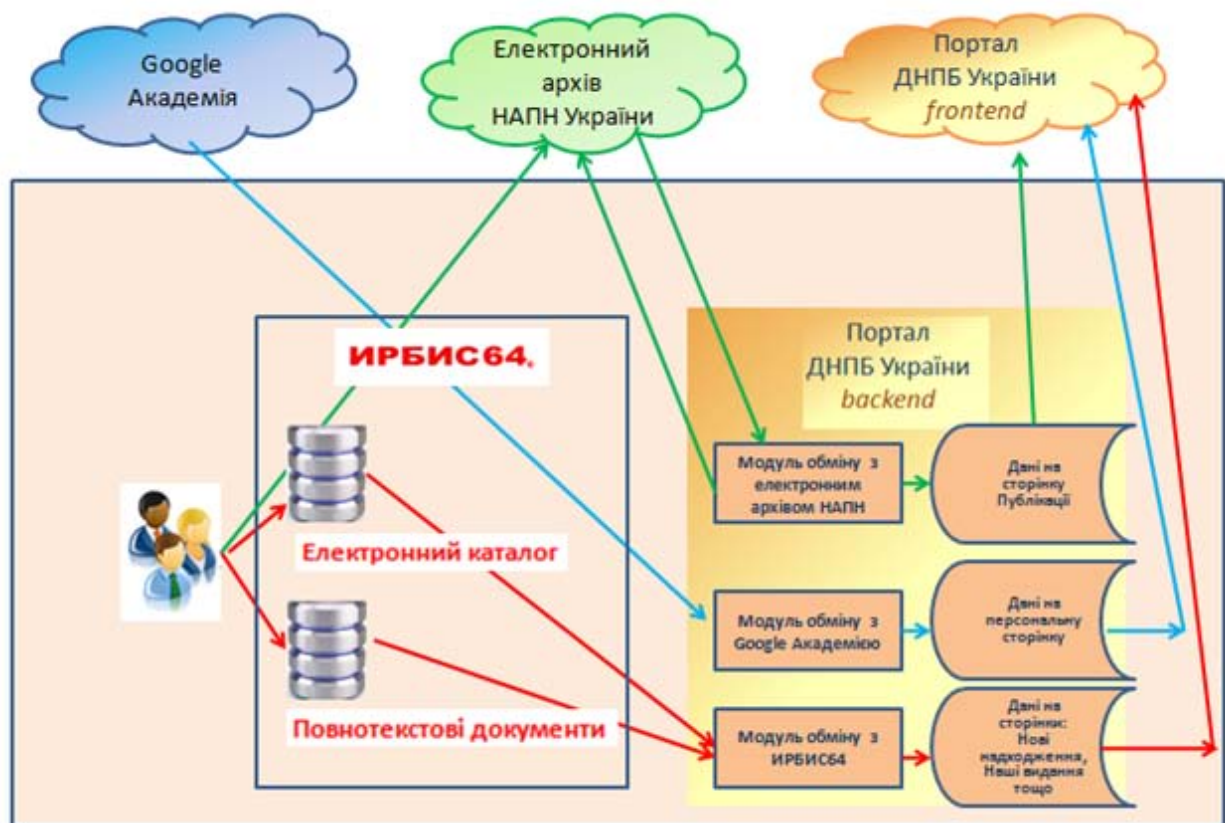 Google
Академія
Електронний
архів
НАПН України
Портал
ДНПБ України
frontend
ИРБИС64®
Електронний каталог
Повнотекстові документи
Портал
ДНПБ України
backend
Модуль обміну з
електронним
архівом НАПН
Дані на
сторінку
Публікації
Модуль обміну з
Google Академією
Дані на
персональну
сторінку
Модуль обміну з
ИРБИС64
Дані на
сторінки:
Нові
надходження,
Наші видання
тощо